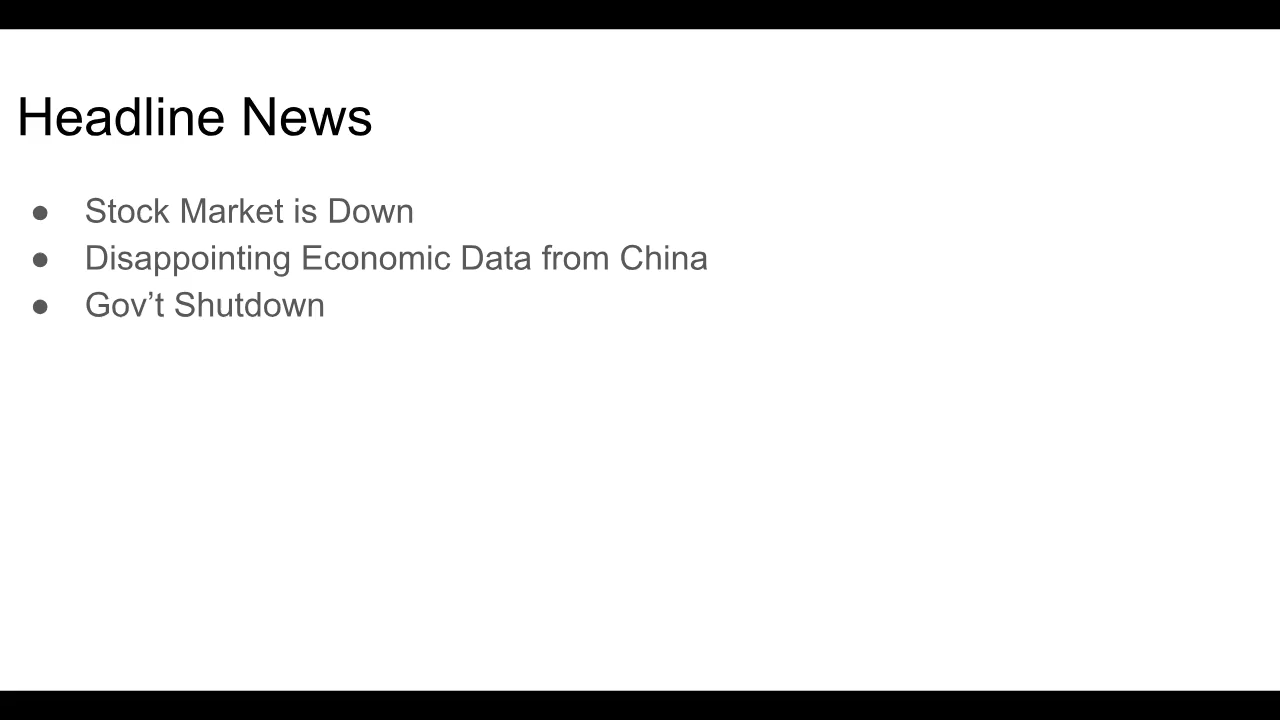 Headline News
● Stock Market is Down
● Disappointing Economic Data from China
● Gov’t Shutdown